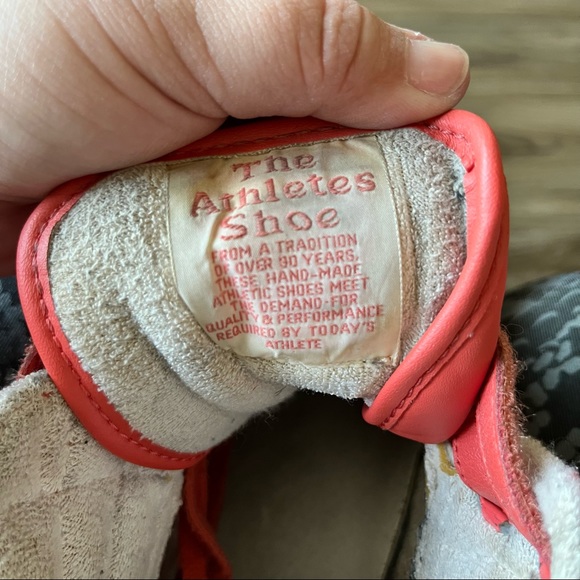 The
Athletes
Shoe
FROM A TRADITION
OF OVER 90 YEARS,
THESE HAND-MADE
ATHLETIC SHOES MEET
THE DEMAND FOR
QUALITY & PERFORMANCE
REQUIRED BY TODAY'S
ATHLETE